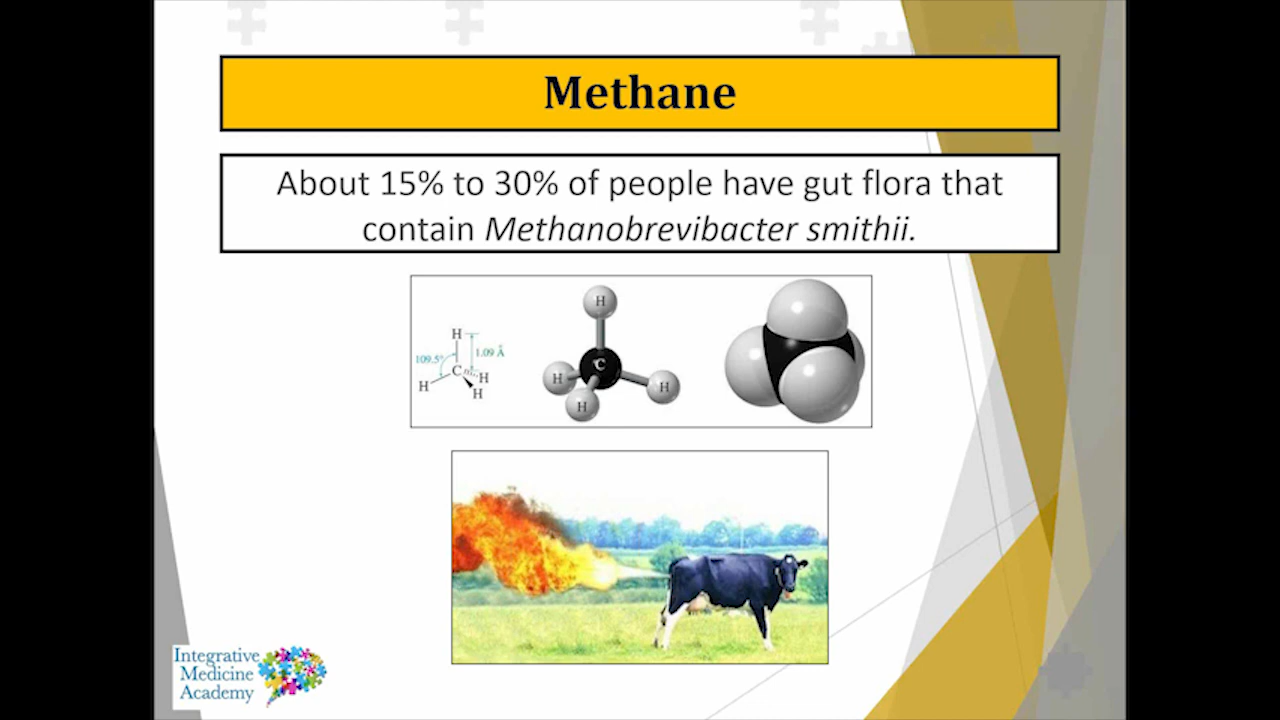 Methane
About 15% to 30% of people have gut flora that
contain Methanobrevibacter smithii.
H
109.5°
1.09 Å
C
H
H
H
H
C
H
H
H
Integrative
Medicine
Academy